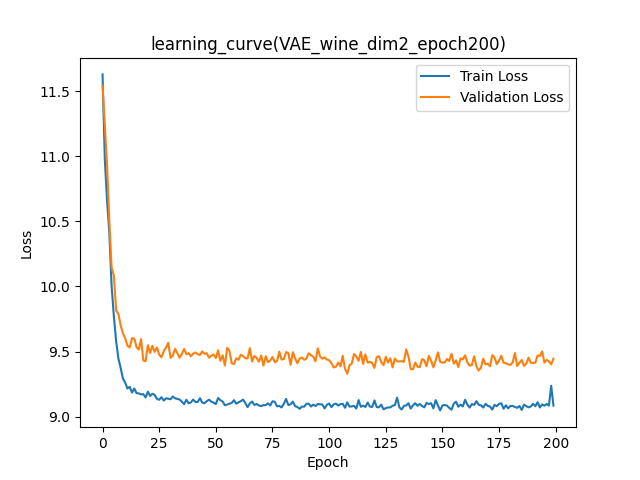 learning_curve(VAE_wine_dim2_epoch200)
Train Loss
Validation Loss
11.5
11.0
10.5
10.0
9.5
9.0
Loss
0 25 50 75 100 125 150 175 200
Epoch